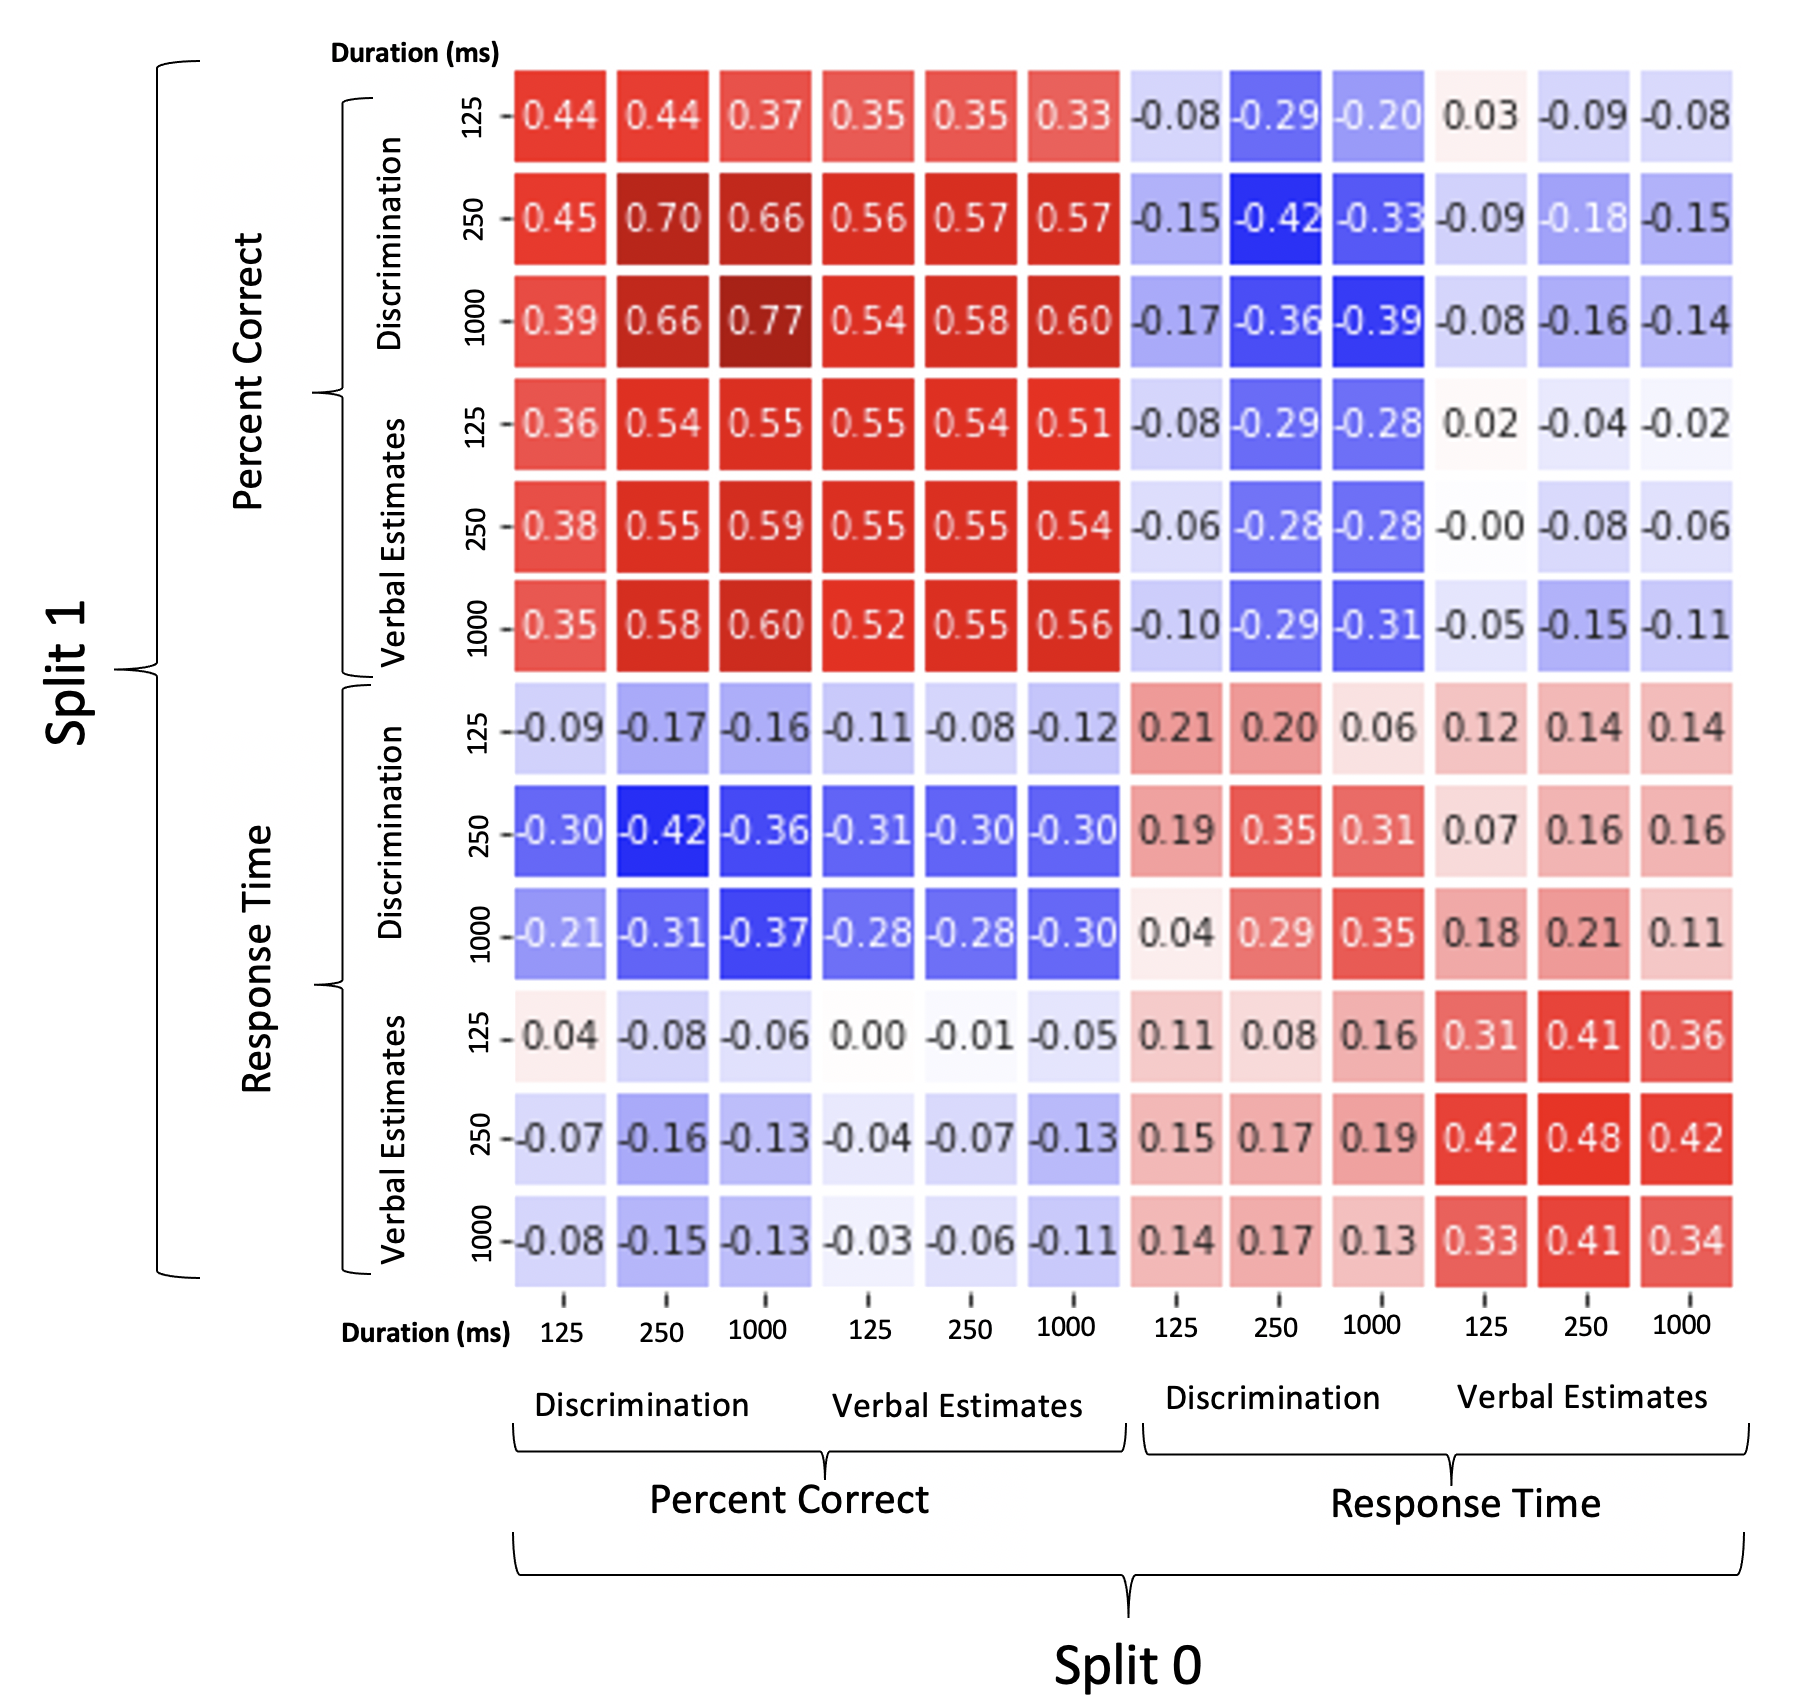 Duration (ms)
Split 1
Percent Correct
Discrimination
125 0.44 0.44 0.37 0.35 0.35 0.33 -0.08 -0.29 -0.20 0.03 -0.09 -0.08
250 0.45 0.70 0.66 0.56 0.57 0.57 -0.15 -0.42 -0.33 -0.09 -0.18 -0.15
1000 0.39 0.66 0.77 0.54 0.58 0.60 -0.17 -0.36 -0.39 -0.08 -0.16 -0.14
Verbal Estimates
125 0.36 0.54 0.55 0.55 0.54 0.51 -0.08 -0.29 -0.28 0.02 -0.04 -0.02
250 0.38 0.55 0.59 0.55 0.55 0.54 -0.06 -0.28 -0.28 -0.00 -0.08 -0.06
1000 0.35 0.58 0.60 0.52 0.55 0.56 -0.10 -0.29 -0.31 -0.05 -0.15 -0.11
Response Time
Discrimination
125 -0.09 -0.17 -0.16 -0.11 -0.08 -0.12 0.21 0.20 0.06 0.12 0.14 0.14
250 -0.30 -0.42 -0.36 -0.31 -0.30 -0.30 0.19 0.35 0.31 0.07 0.16 0.16
1000 -0.21 -0.31 -0.37 -0.28 -0.28 -0.30 0.04 0.29 0.35 0.18 0.21 0.11
Verbal Estimates
125 0.04 -0.08 -0.06 0.00 -0.01 -0.05 0.11 0.08 0.16 0.31 0.41 0.36
250 -0.07 -0.16 -0.13 -0.04 -0.07 -0.13 0.15 0.17 0.19 0.42 0.48 0.42
1000 -0.08 -0.15 -0.13 -0.03 -0.06 -0.11 0.14 0.17 0.13 0.33 0.41 0.34
Duration (ms) 125 250 1000 125 250 1000 125 250 1000 125 250 1000
Discrimination Verbal Estimates Discrimination Verbal Estimates
Percent Correct Response Time
Split 0